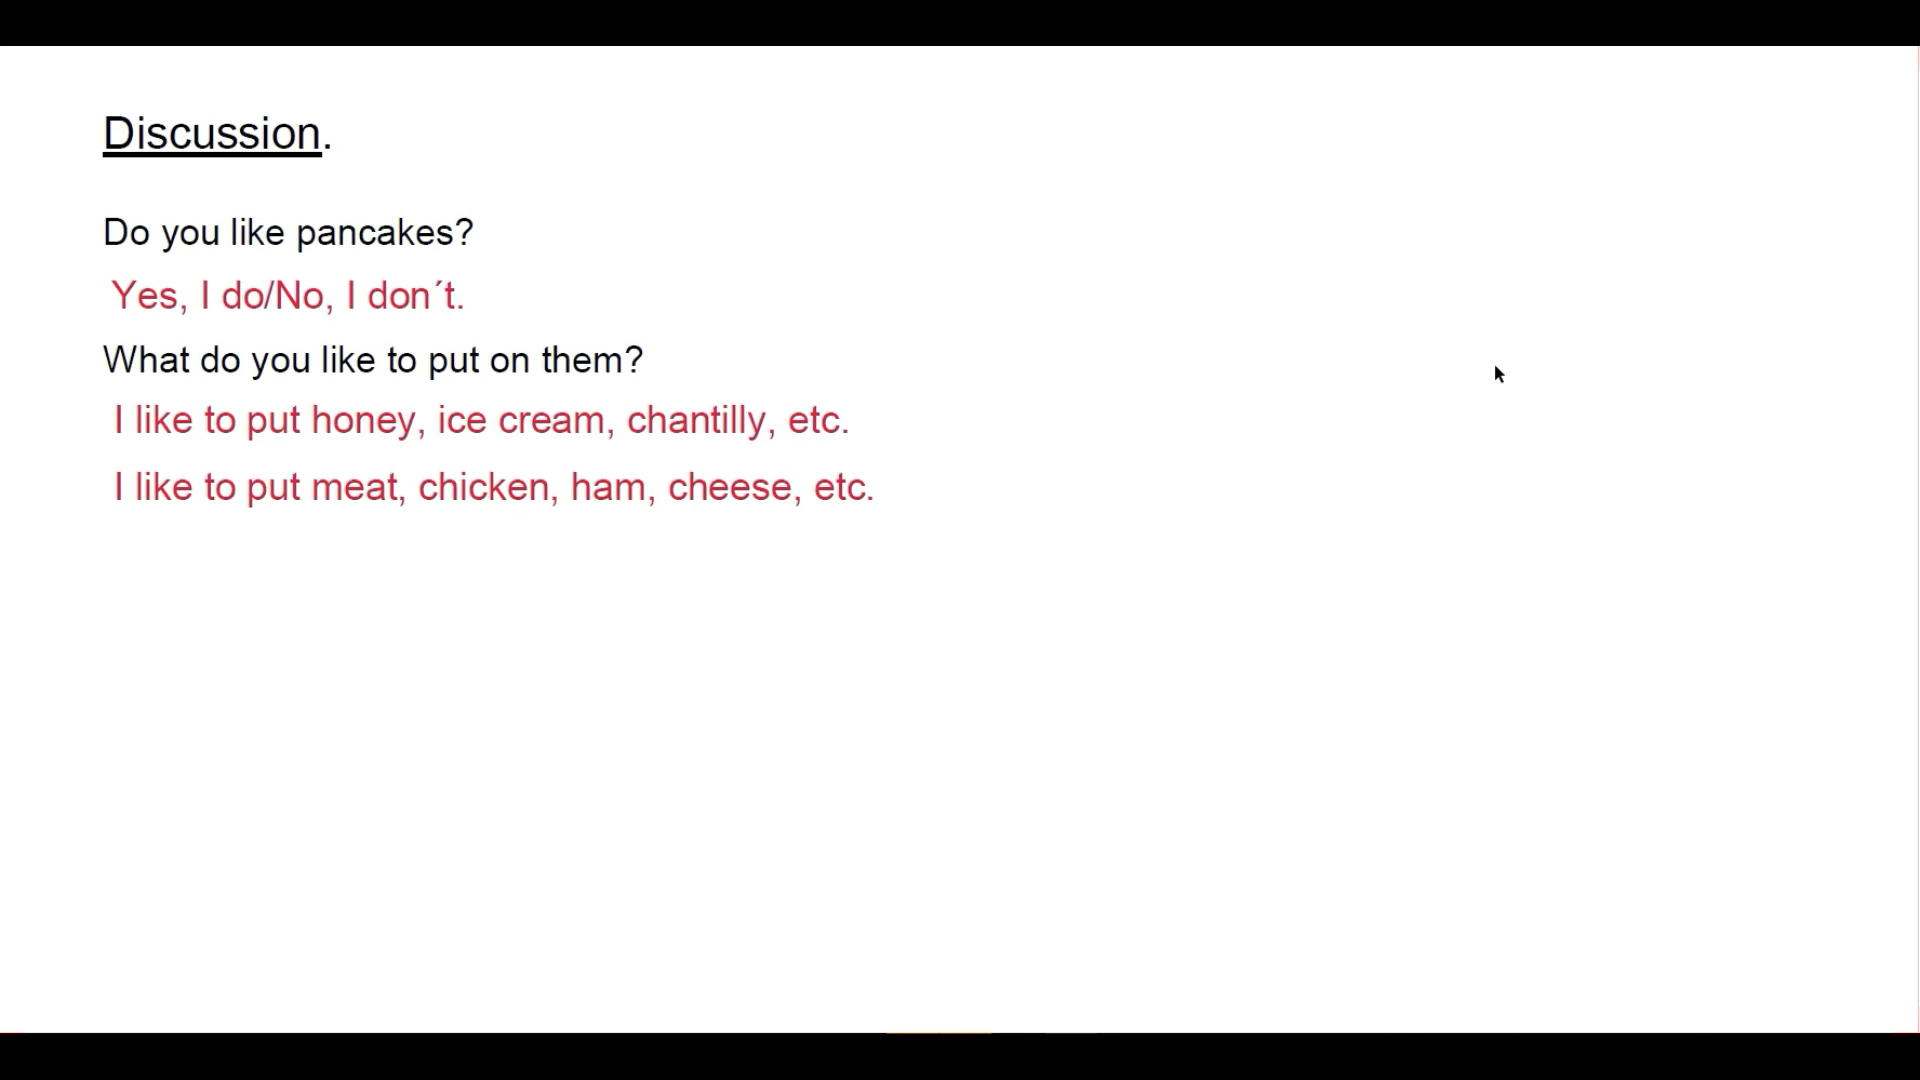 Discussion.
Do you like pancakes?
Yes, I do/No, I don´t.
What do you like to put on them?
I like to put honey, ice cream, chantilly, etc.
I like to put meat, chicken, ham, cheese, etc.